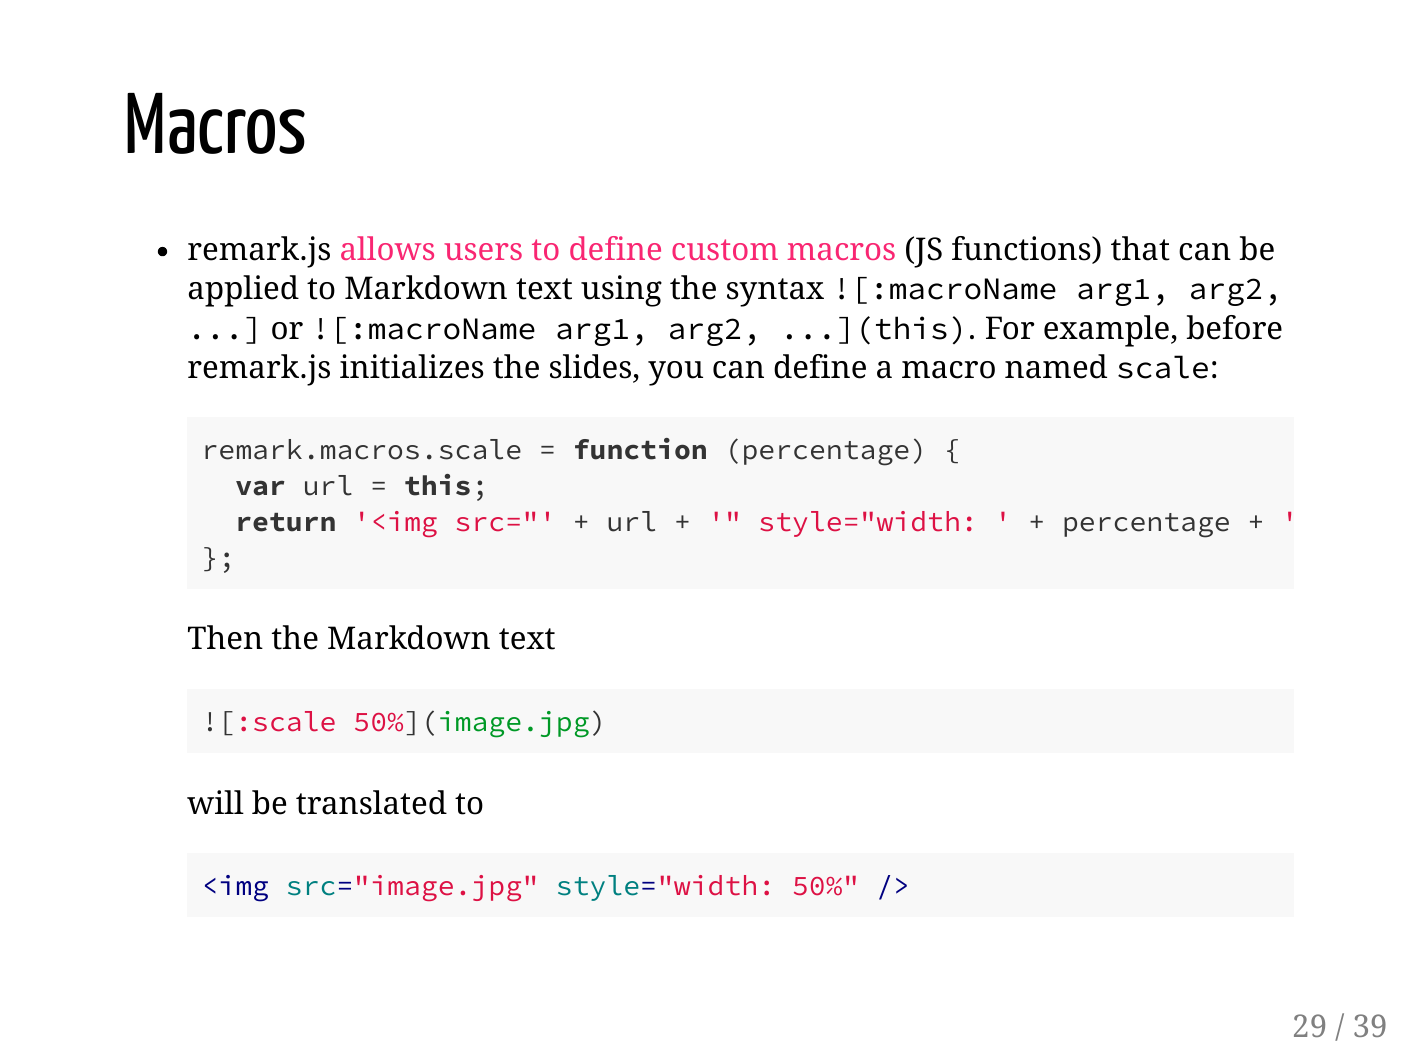 Macros
• remark.js allows users to define custom macros (JS functions) that can be
applied to Markdown text using the syntax ![:macroName arg1, arg2,
...] or ![:macroName arg1, arg2, ...](this). For example, before
remark.js initializes the slides, you can define a macro named scale:
remark.macros.scale = function (percentage) {
  var url = this;
  return '<img src="' + url + '" style="width: ' + percentage + '
};
Then the Markdown text
![:scale 50%](image.jpg)
will be translated to
<img src="image.jpg" style="width: 50%" />
29 / 39